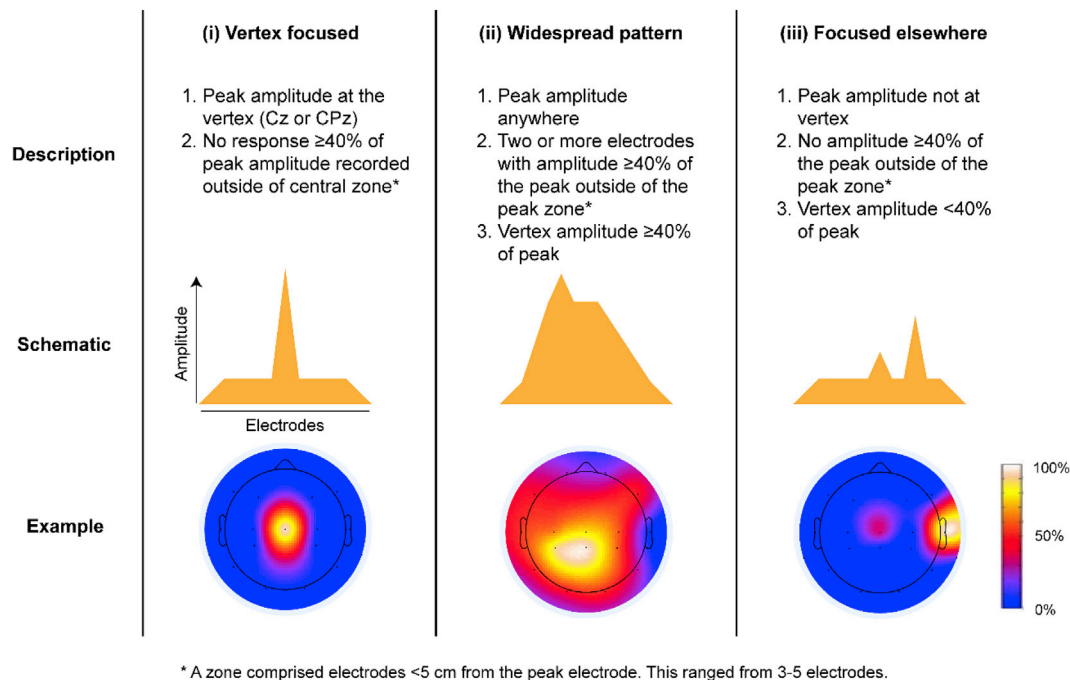 (i) Vertex focused
(ii) Widespread pattern
(iii) Focused elsewhere
Description
1. Peak amplitude at the
vertex (Cz or CPz)
2. No response ≥40% of
peak amplitude recorded
outside of central zone*
1. Peak amplitude
anywhere
2. Two or more electrodes
with amplitude ≥40% of
the peak outside of the
peak zone*
3. Vertex amplitude ≥40%
of peak
1. Peak amplitude not at
vertex
2. No amplitude ≥40% of
the peak outside of the
peak zone*
3. Vertex amplitude <40%
of peak
Schematic
Amplitude
Electrodes
Example
100%
50%
0%
* A zone comprised electrodes <5 cm from the peak electrode. This ranged from 3-5 electrodes.